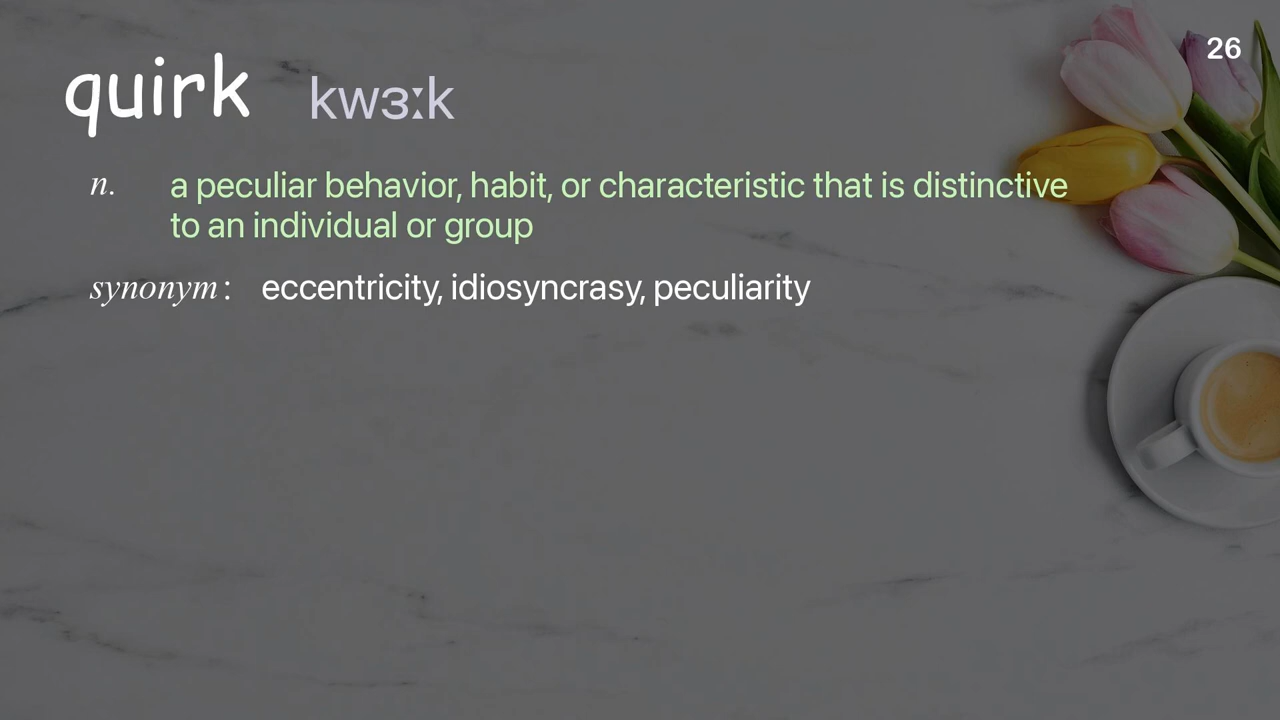 26
quirk kwɜːk
n. a peculiar behavior, habit, or characteristic that is distinctive
to an individual or group
synonym: eccentricity, idiosyncrasy, peculiarity